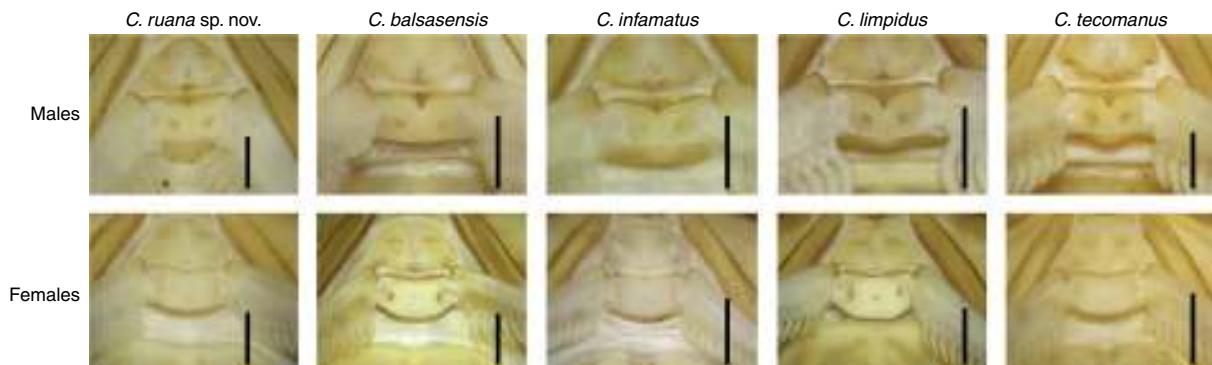 C. ruana sp. nov. C. balsasensis C. infamatus C. limpidus C. tecomanus
Males
Females